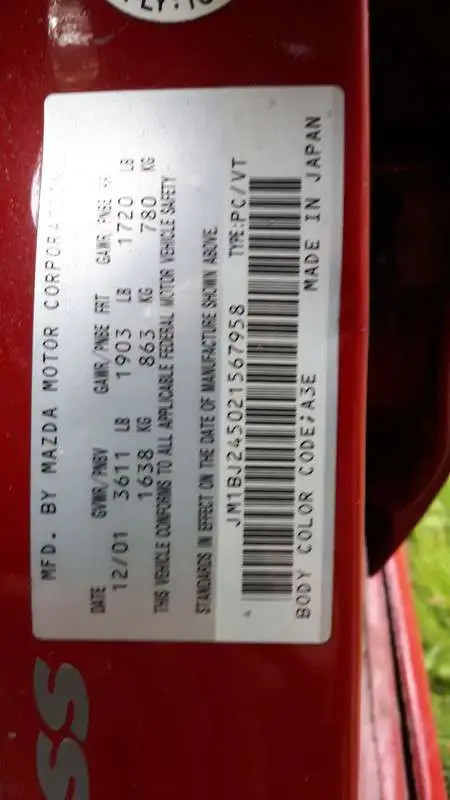 MFD. BY MAZDA MOTOR CORPORATION
DATE GVWR/PNBV GAWR/PNBE FRT GAWR/PNBE RR
12/01 3611 LB 1903 LB 1720 LB
1638 KG 863 KG 780 KG
THIS VEHICLE CONFORMS TO ALL APPLICABLE FEDERAL MOTOR VEHICLE SAFETY
STANDARDS IN EFFECT ON THE DATE OF MANUFACTURE SHOWN ABOVE.
JM1BJ245021567958 TYPE:PC/VT
BODY COLOR CODE:A3E MADE IN JAPAN
SS